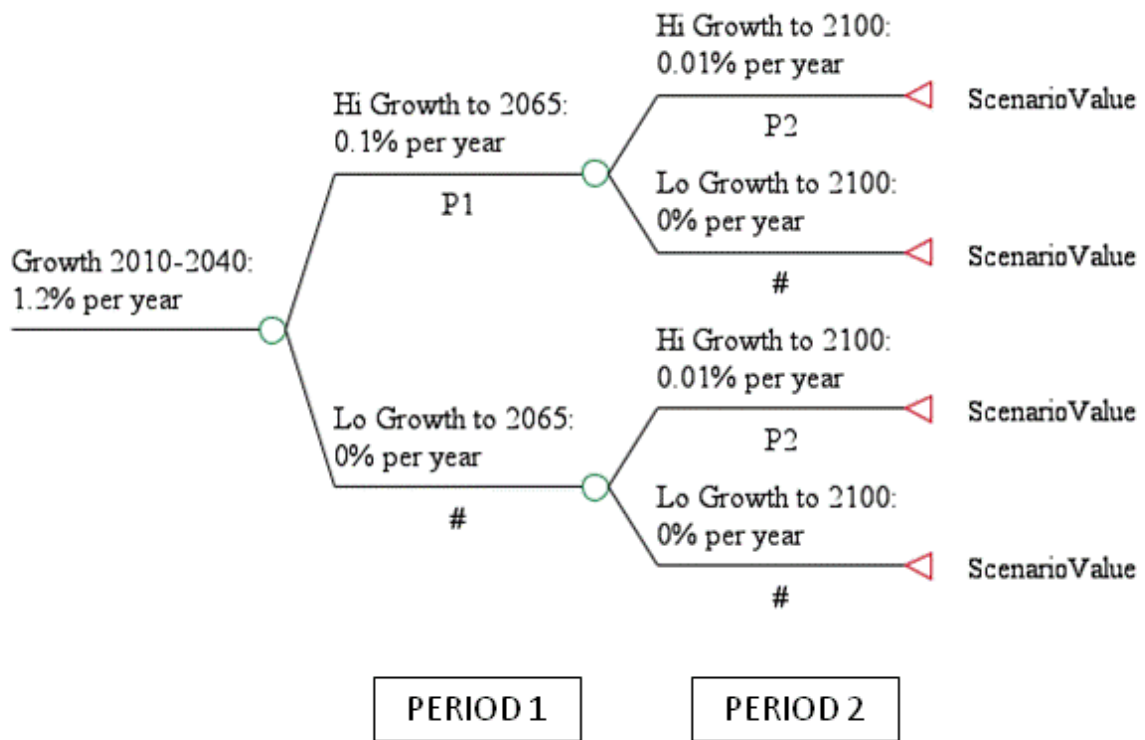 Hi Growth to 2100:
0.01% per year
P2
ScenarioValue
Hi Growth to 2065:
0.1% per year
P1
Lo Growth to 2100:
0% per year
#
ScenarioValue
Growth 2010-2040:
1.2% per year
Hi Growth to 2100:
0.01% per year
P2
ScenarioValue
Lo Growth to 2065:
0% per year
#
Lo Growth to 2100:
0% per year
#
ScenarioValue
PERIOD 1
PERIOD 2